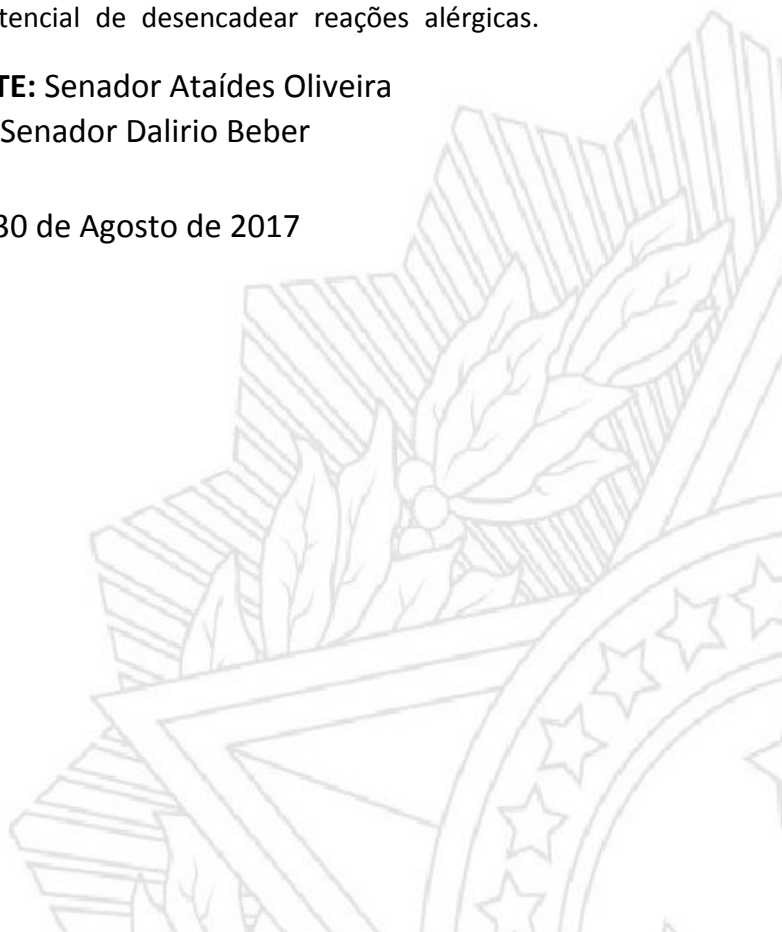 tencial de desencadear reações alérgicas.
TE: Senador Ataídes Oliveira
Senador Dalirio Beber
30 de Agosto de 2017